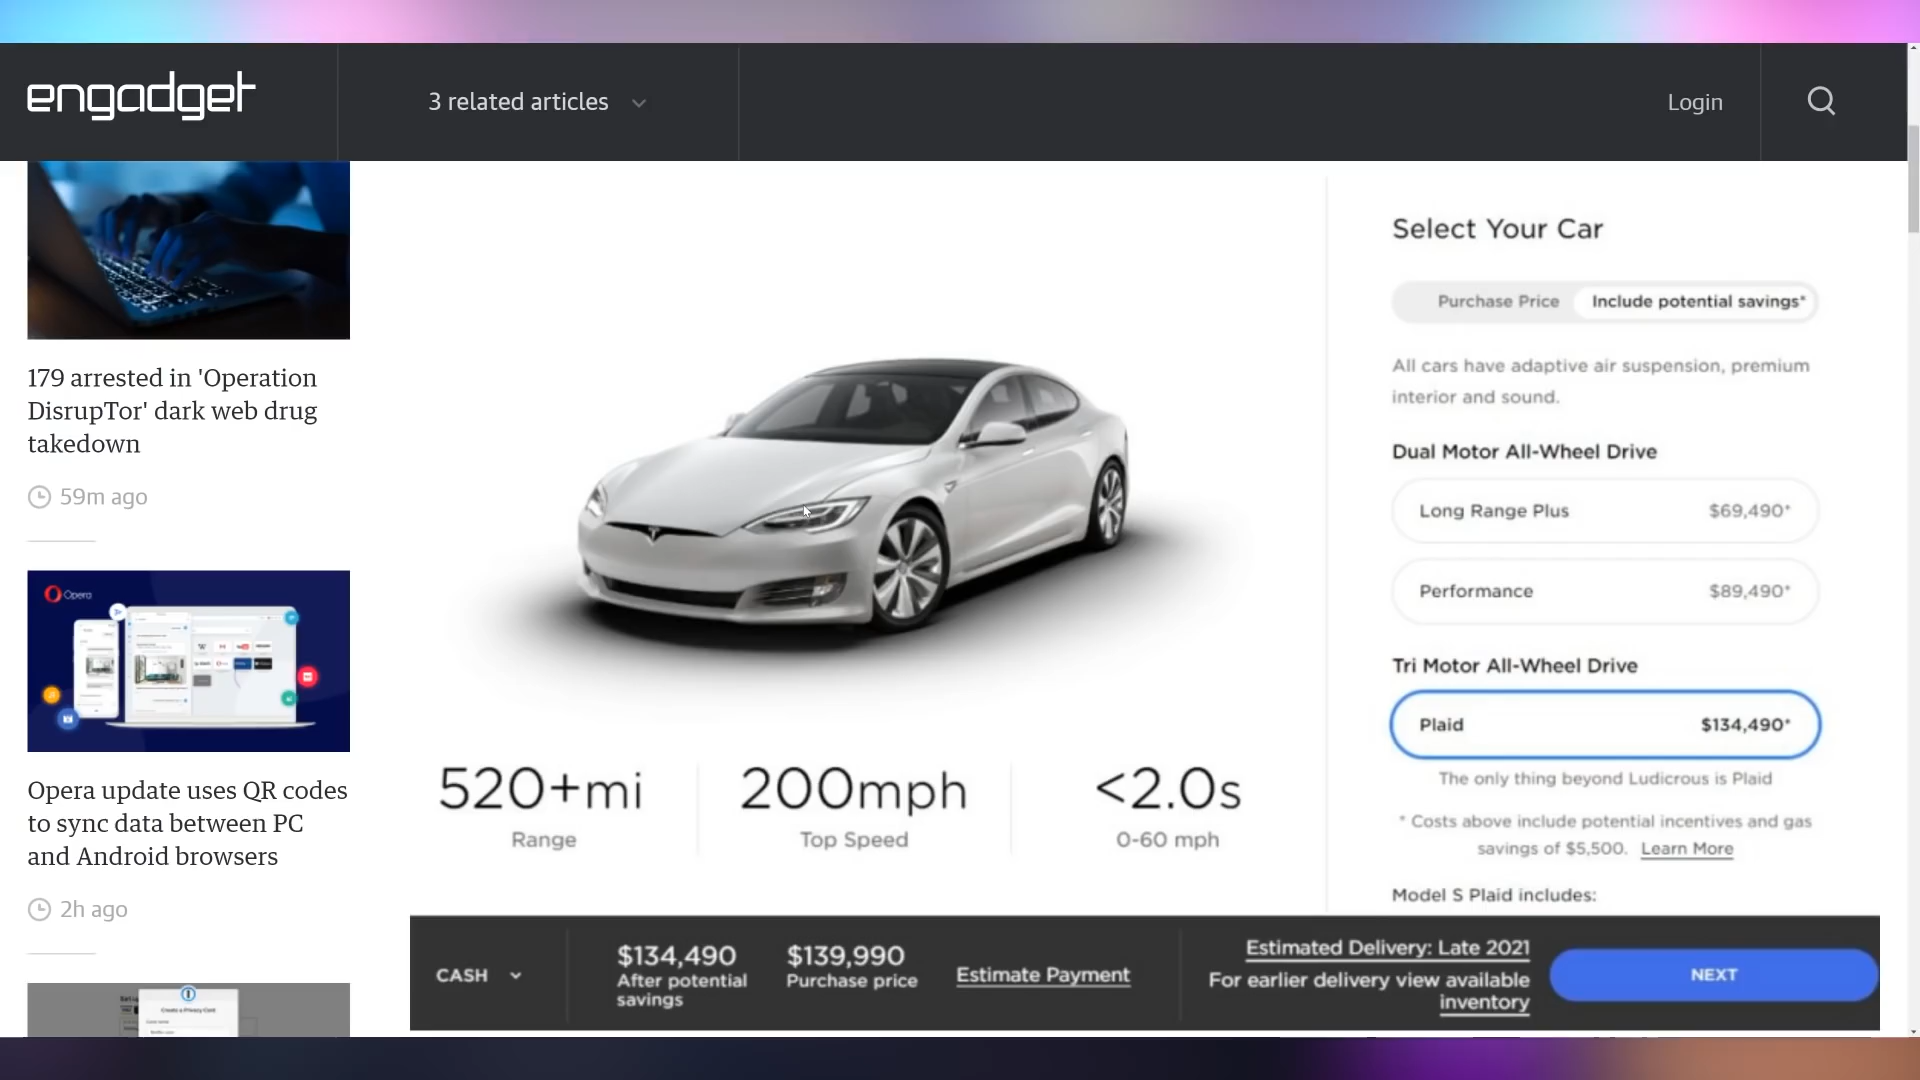 engadget
3 related articles
Login
179 arrested in 'Operation
DisrupTor' dark web drug
takedown
59m ago
Opera
Opera update uses QR codes
to sync data between PC
and Android browsers
2h ago
Create a Privacy Card
Select Your Car
Purchase Price
Include potential savings*
All cars have adaptive air suspension, premium
interior and sound.
Dual Motor All-Wheel Drive
Long Range Plus $69,490*
Performance $89,490*
Tri Motor All-Wheel Drive
Plaid $134,490*
The only thing beyond Ludicrous is Plaid
* Costs above include potential incentives and gas
savings of $5,500. Learn More
Model S Plaid includes:
520+mi
Range
200mph
Top Speed
<2.0s
0-60 mph
CASH
$134,490
After potential
savings
$139,990
Purchase price
Estimate Payment
Estimated Delivery: Late 2021
For earlier delivery view available
inventory
NEXT